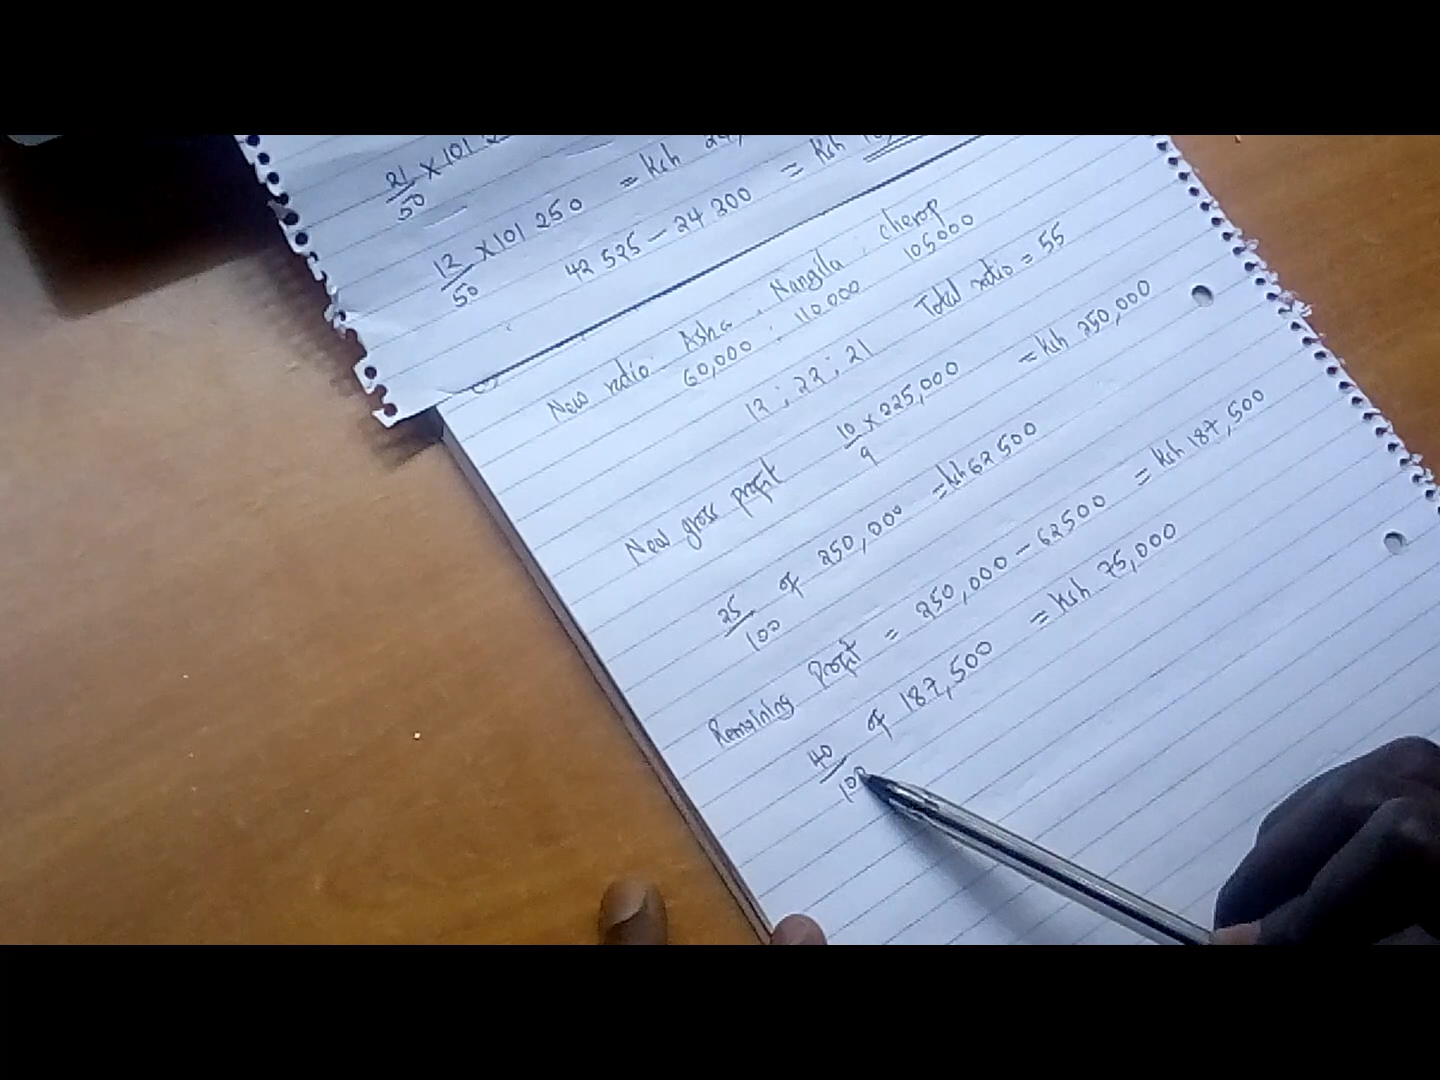 21/50 × 101 2
12/50 × 101 250 = Ksh 24,
42 525 - 24 300 = Ksh
New ratio Asha : Nangila : Cherop
60,000 : 110 000 105000
12 : 22 : 21 Total ratio = 55
New gross profit 10/9 × 225,000 = Ksh 250,000
25/100 of 250,000 = Ksh 62 500
Remaining Profit = 250,000 - 62500 = Ksh 187,500
40/100 of 187,500 = Ksh 75,000